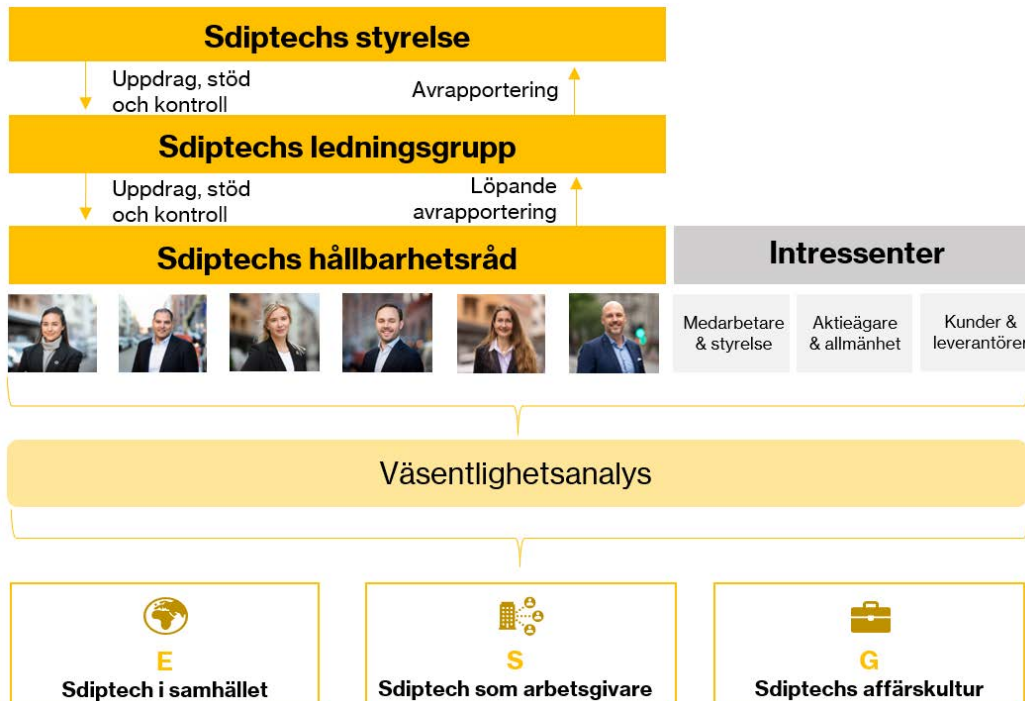 Sdiptechs styrelse
Uppdrag, stöd
och kontroll
Avrapportering
Sdiptechs ledningsgrupp
Uppdrag, stöd
och kontroll
Löpande
avrapportering
Sdiptechs hållbarhetsråd
Intressenter
Medarbetare
& styrelse
Aktieägare
& allmänhet
Kunder &
leverantörer
Väsentlighetsanalys
E
Sdiptech i samhället
S
Sdiptech som arbetsgivare
G
Sdiptechs affärskultur